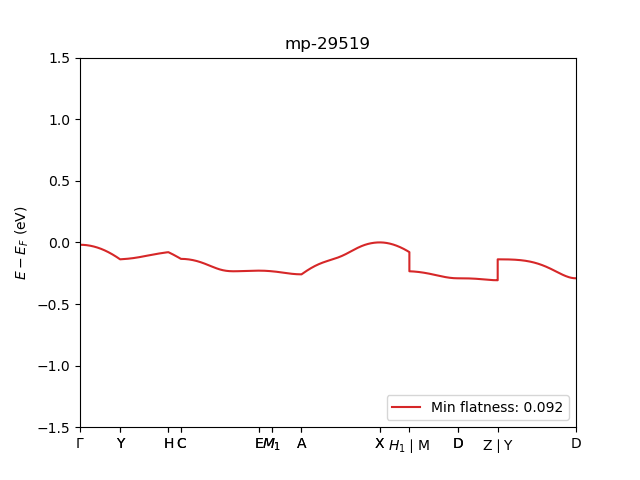 mp-29519
1.5
1.0
0.5
0.0
−0.5
−1.0
−1.5
E − E_F (eV)
Min flatness: 0.092
Γ Y H C E M_1 A X H_1 | M D Z | Y D